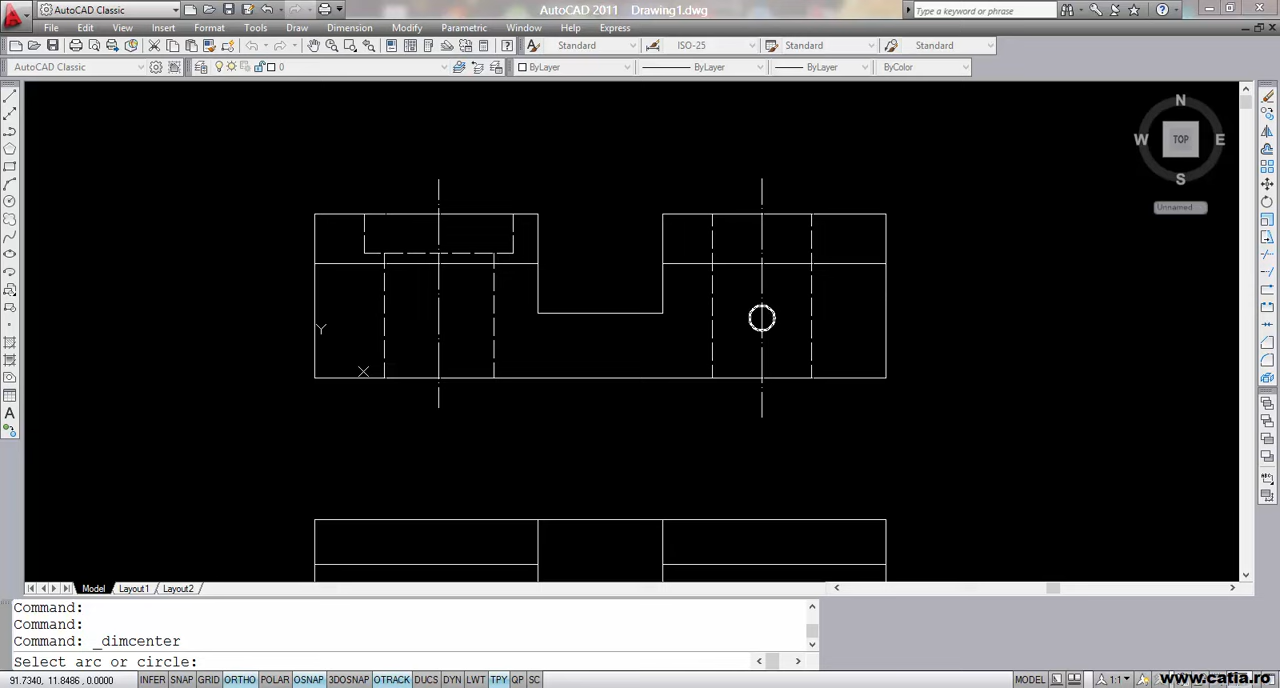 AutoCAD Classic AutoCAD 2011 Drawing1.dwg Type a keyword or phrase
File Edit View Insert Format Tools Draw Dimension Modify Parametric Window Help Express
Standard ISO-25 Standard Standard
AutoCAD Classic 0 ByLayer ByLayer ByLayer ByColor
N
W TOP E
S
Unnamed
Y
X
Model Layout1 Layout2
Command:
Command:
Command: _dimcenter
Select arc or circle:
91.7340, 11.8486, 0.0000 INFER SNAP GRID ORTHO POLAR OSNAP 3DOSNAP OTRACK DUCS DYN LWT TPY QP SC MODEL 1:1
www.catia.ro